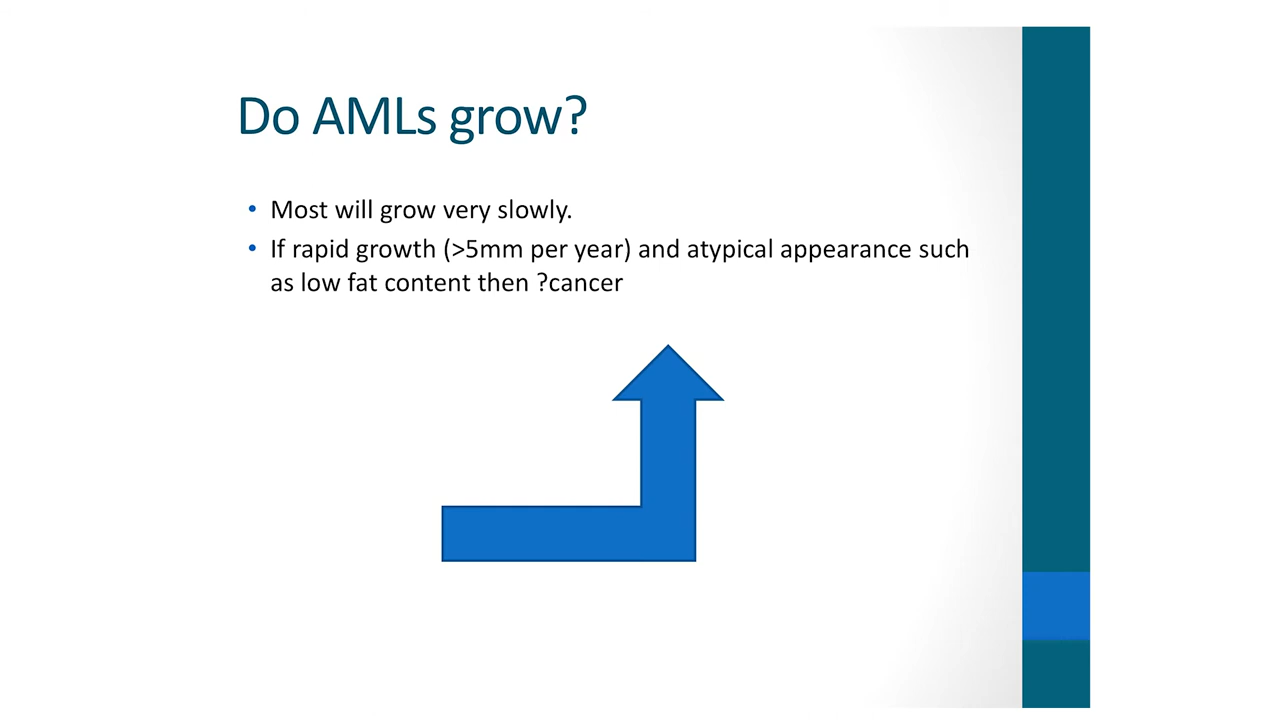 Do AMLs grow?
• Most will grow very slowly.
• If rapid growth (>5mm per year) and atypical appearance such
as low fat content then ?cancer